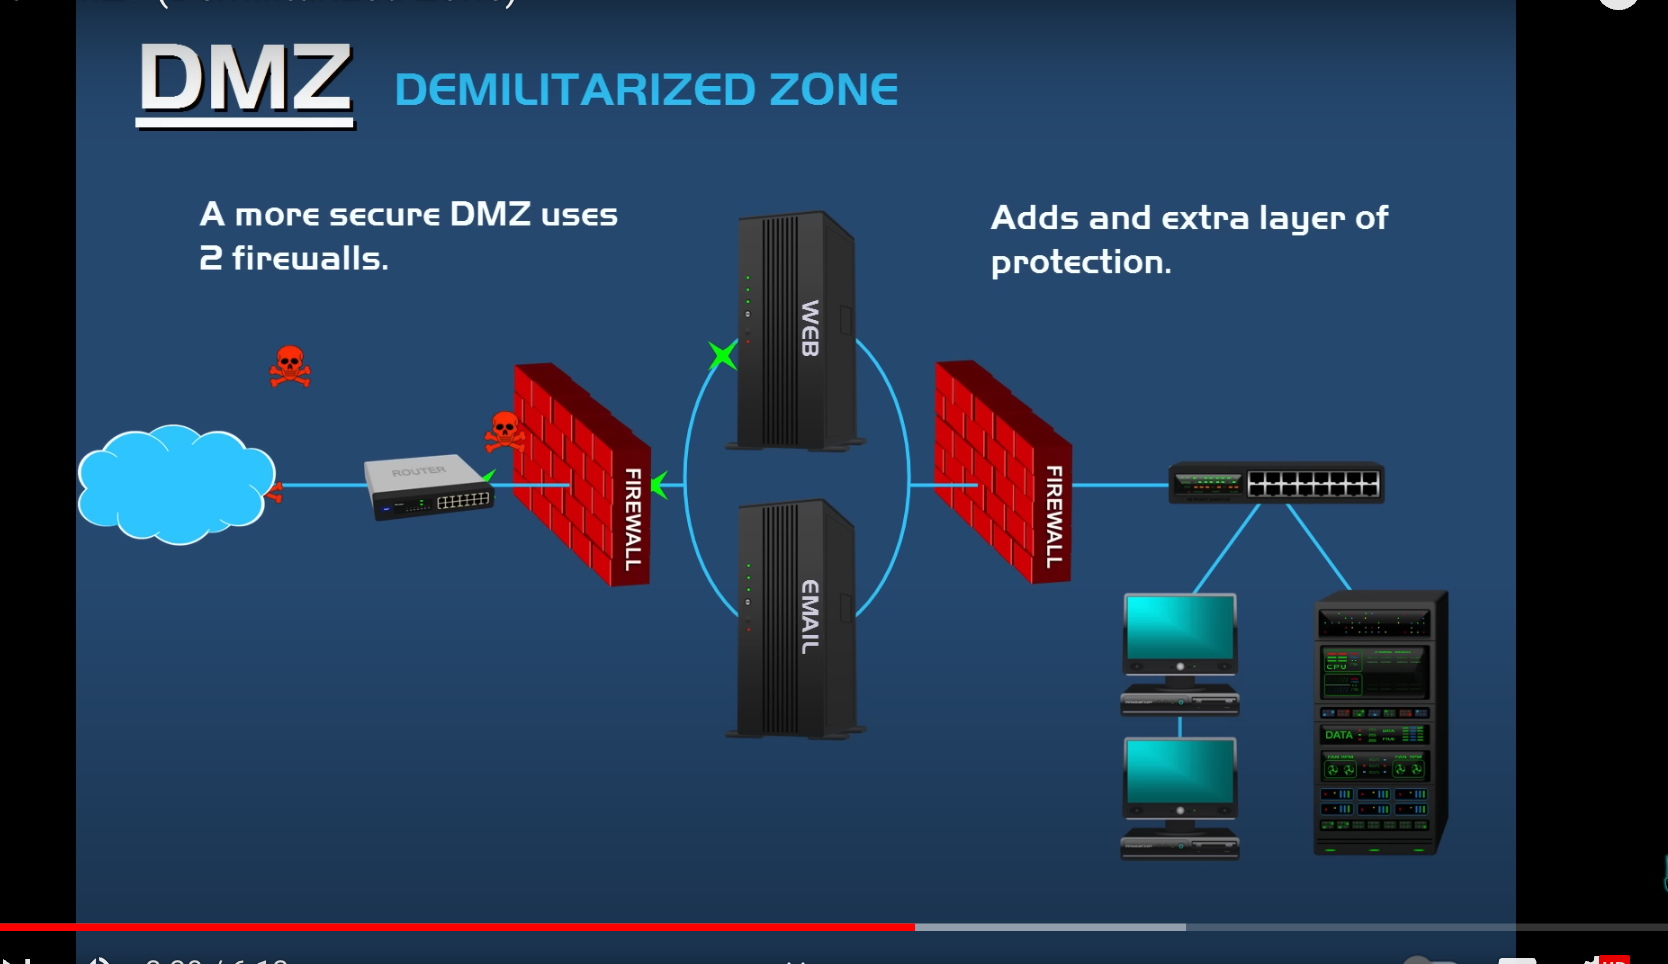 DMZ DEMILITARIZED ZONE
A more secure DMZ uses
2 firewalls.
Adds and extra layer of
protection.
WEB
ROUTER
FIREWALL
FIREWALL
EMAIL
CPU
DATA
HD